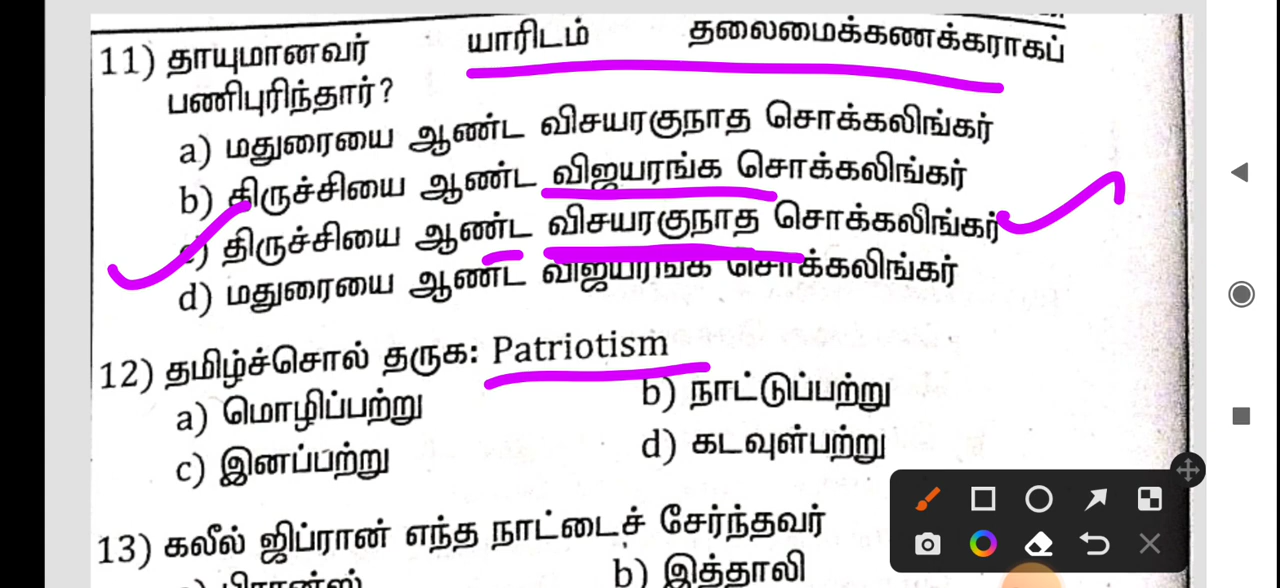 11) தாயுமானவர் யாரிடம் தலைமைக்கணக்கராகப்
பணிபுரிந்தார்?
a) மதுரையை ஆண்ட விசயரகுநாத சொக்கலிங்கர்
b) திருச்சியை ஆண்ட விஜயரங்க சொக்கலிங்கர்
c) திருச்சியை ஆண்ட விசயரகுநாத சொக்கலிங்கர்
d) மதுரையை ஆண்ட விஜயரங்க சொக்கலிங்கர்
12) தமிழ்ச்சொல் தருக: Patriotism
a) மொழிப்பற்று b) நாட்டுப்பற்று
c) இனப்பற்று d) கடவுள்பற்று
13) கலீல் ஜிப்ரான் எந்த நாட்டைச் சேர்ந்தவர்
பிரான்ஸ் b) இத்தாலி